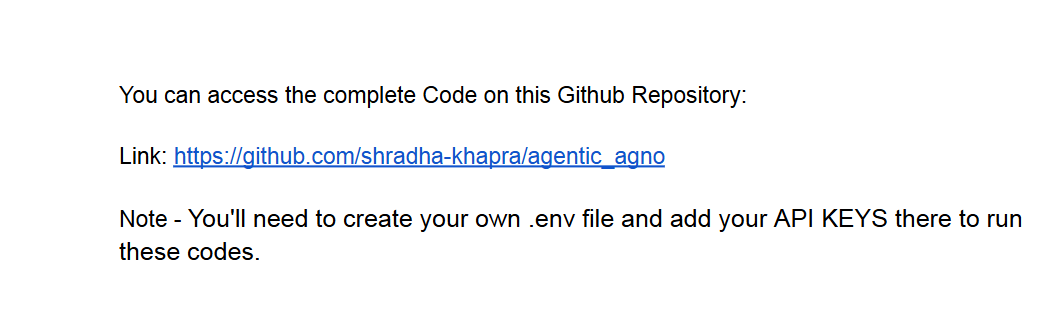 You can access the complete Code on this Github Repository:
Link: https://github.com/shradha-khapra/agentic_agno
Note - You'll need to create your own .env file and add your API KEYS there to run
these codes.